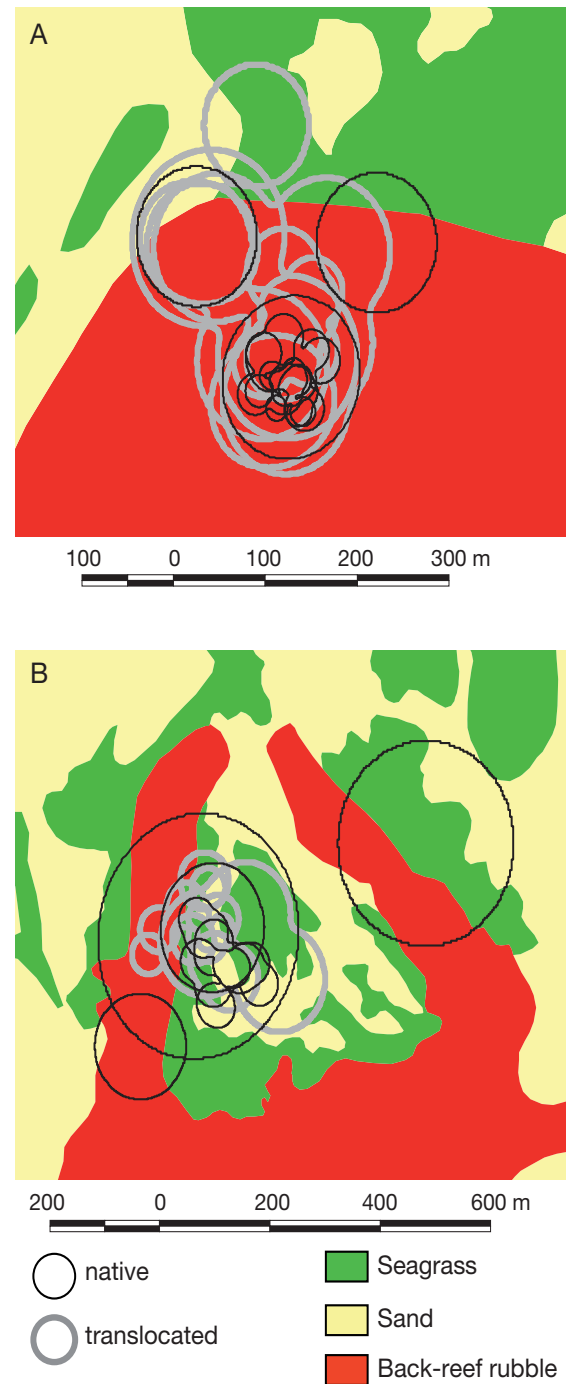 A
100 0 100 200 300 m
B
200 0 200 400 600 m
native
translocated
Seagrass
Sand
Back-reef rubble